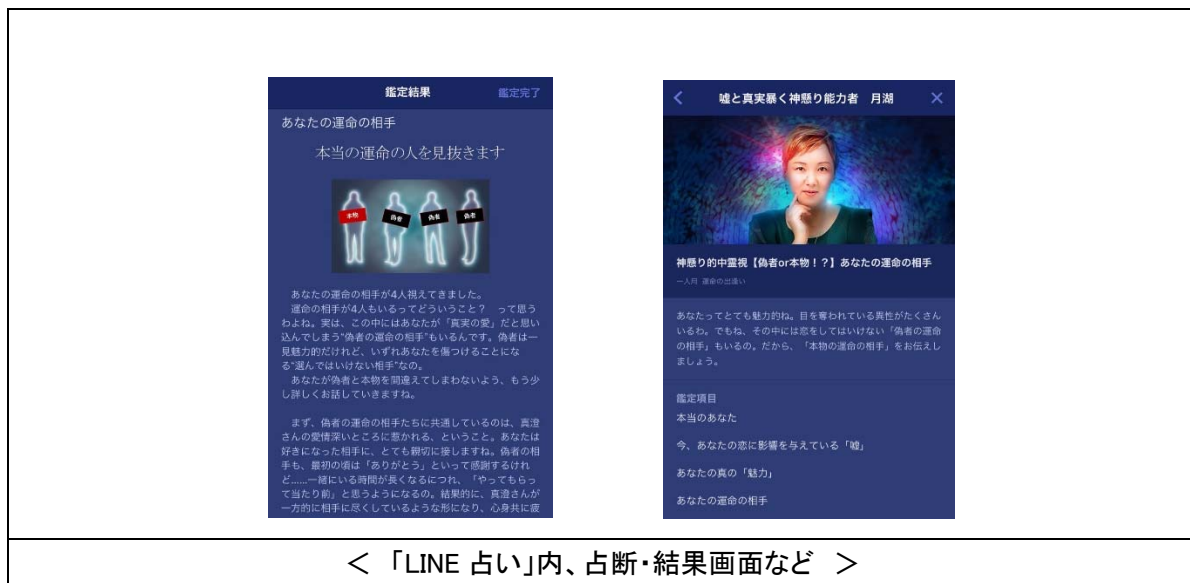 鑑定結果
鑑定完了
あなたの運命の相手
本当の運命の人を見抜きます
本物
偽者
偽者
偽者
あなたの運命の相手が4人視えてきました。
運命の相手が4人もいるってどういうこと？　って思う
わよね。実は、この中にはあなたが「真実の愛」だと思い
込んでしまう“偽者の運命の相手”もいるんです。偽者は一
見魅力的だけれど、いずれあなたを傷つけることにな
る“選んではいけない相手”なの。
あなたが偽者と本物を間違えてしまわないよう、もう少
し詳しくお話していきますね。
まず、偽者の運命の相手たちに共通しているのは、真澄
さんの愛情深いところに惹かれる、ということ。あなたは
好きになった相手に、とても親切に接しますね。偽者の相
手も、最初の頃は「ありがとう」といって感謝するけれ
ど……一緒にいる時間が長くなるにつれ、「やってもらっ
て当たり前」と思うようになるの。結果的に、真澄さんが
一方的に相手に尽くしているような形になり、心身共に疲
嘘と真実暴く神懸り能力者　月湖
神懸り的中霊視【偽者or本物！？】あなたの運命の相手
一人用 運命の出逢い
あなたってとても魅力的ね。目を奪われている異性がたくさん
いるわ。でもね、その中には恋をしてはいけない「偽者の運命
の相手」もいるの。だから、「本物の運命の相手」をお伝えし
ましょう。
鑑定項目
本当のあなた
今、あなたの恋に影響を与えている「嘘」
あなたの真の「魅力」
あなたの運命の相手
＜ 「LINE 占い」内、占断・結果画面など ＞